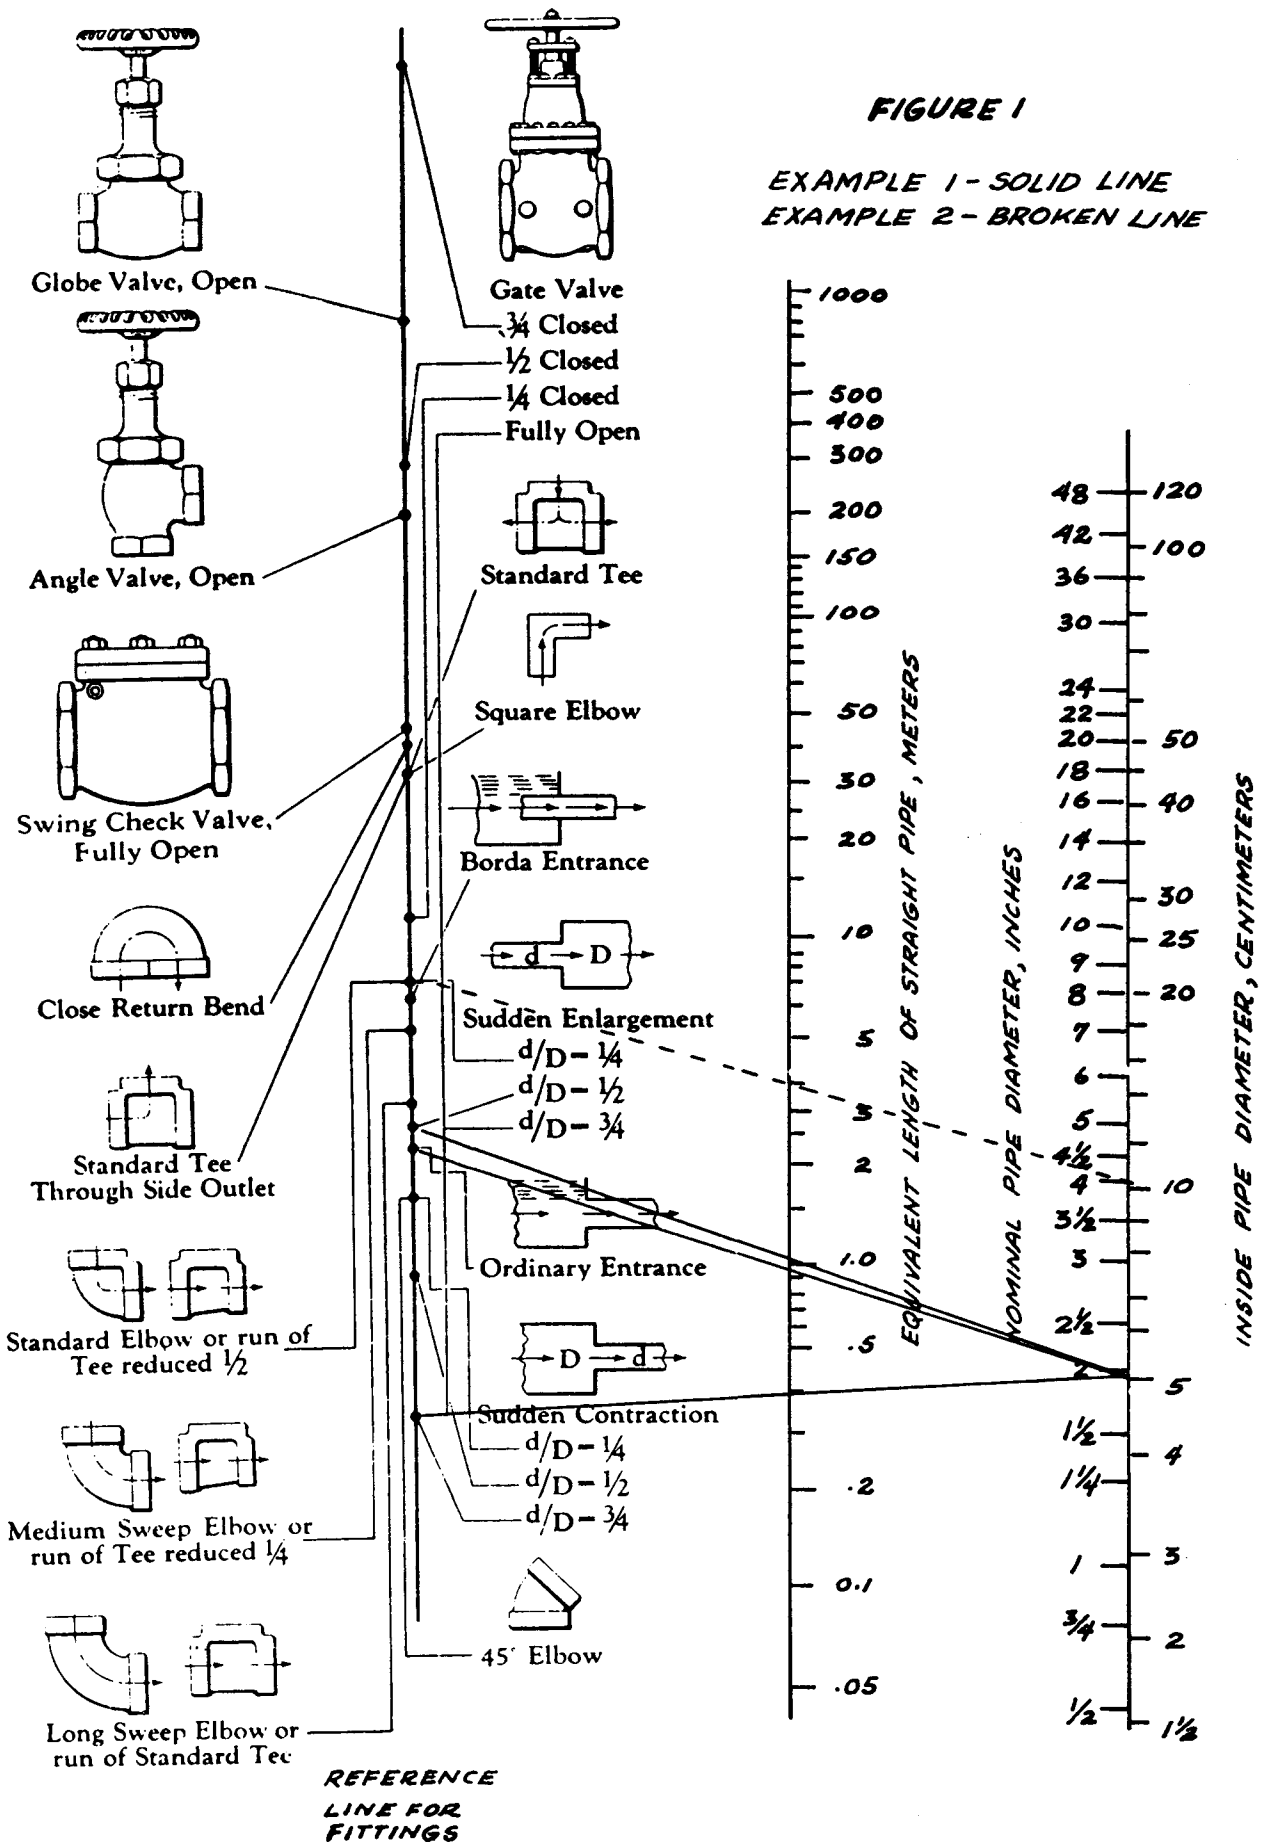 FIGURE 1
EXAMPLE 1 - SOLID LINE
EXAMPLE 2 - BROKEN LINE
Globe Valve, Open
Angle Valve, Open
Swing Check Valve,
Fully Open
Close Return Bend
Standard Tee
Through Side Outlet
Standard Elbow or run of
Tee reduced ½
Medium Sweep Elbow or
run of Tee reduced ¼
Long Sweep Elbow or
run of Standard Tee
REFERENCE
LINE FOR
FITTINGS
Gate Valve
¾ Closed
½ Closed
¼ Closed
Fully Open
Standard Tee
Square Elbow
Borda Entrance
d D
Sudden Enlargement
d/D - ¼
d/D - ½
d/D - ¾
Ordinary Entrance
D d
Sudden Contraction
d/D - ¼
d/D - ½
d/D - ¾
45° Elbow
1000
500
400
300
200
150
100
50
30
20
10
5
3
2
1.0
.5
.2
0.1
.05
EQUIVALENT LENGTH OF STRAIGHT PIPE, METERS
NOMINAL PIPE DIAMETER, INCHES
48
42
36
30
24
22
20
18
16
14
12
10
9
8
7
6
5
4½
4
3½
3
2½
2
1½
1¼
1
¾
½
120
100
50
40
30
25
20
10
5
4
3
2
1½
INSIDE PIPE DIAMETER, CENTIMETERS